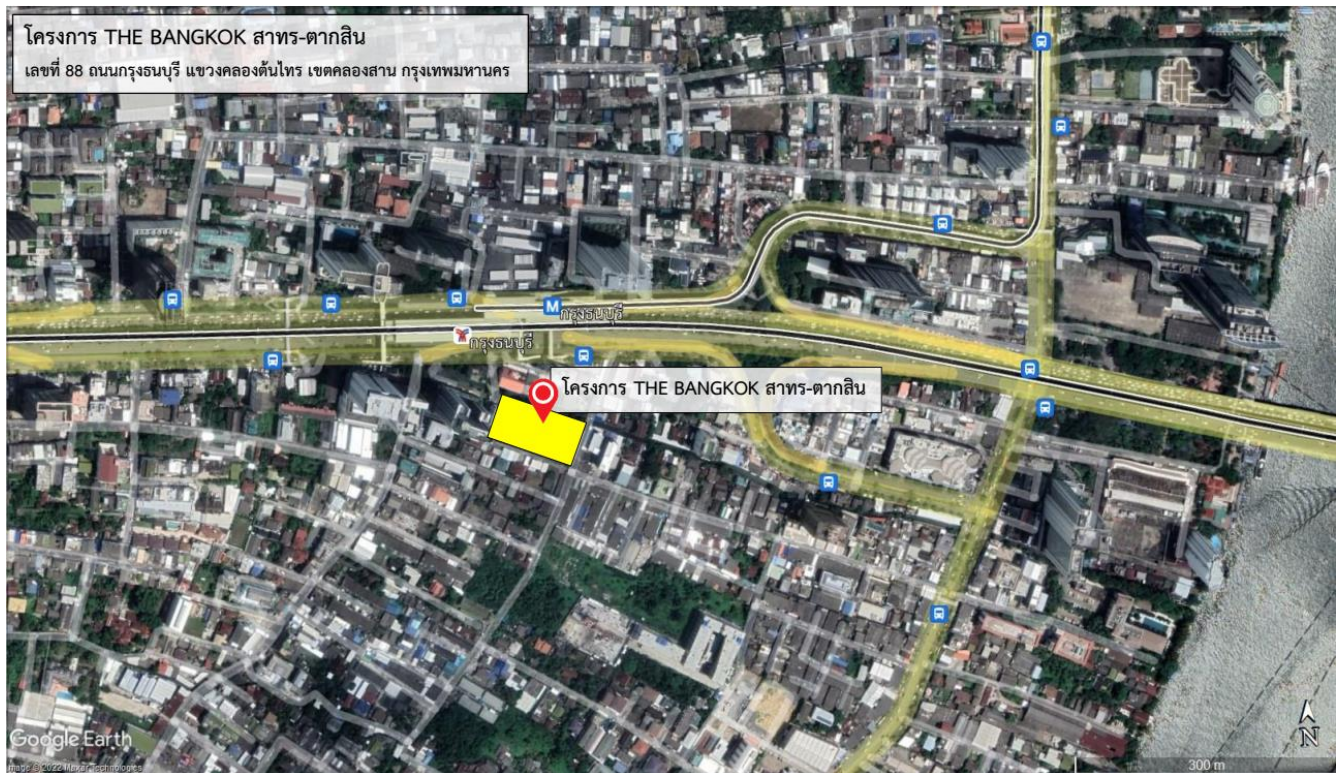 โครงการ THE BANGKOK สาทร-ตากสิน
เลขที่ 88 ถนนกรุงธนบุรี แขวงคลองต้นไทร เขตคลองสาน กรุงเทพมหานคร
M
กรุงธนบุรี
กรุงธนบุรี
โครงการ THE BANGKOK สาทร-ตากสิน
Google Earth
Image © 2022 Maxar Technologies
300 m
N